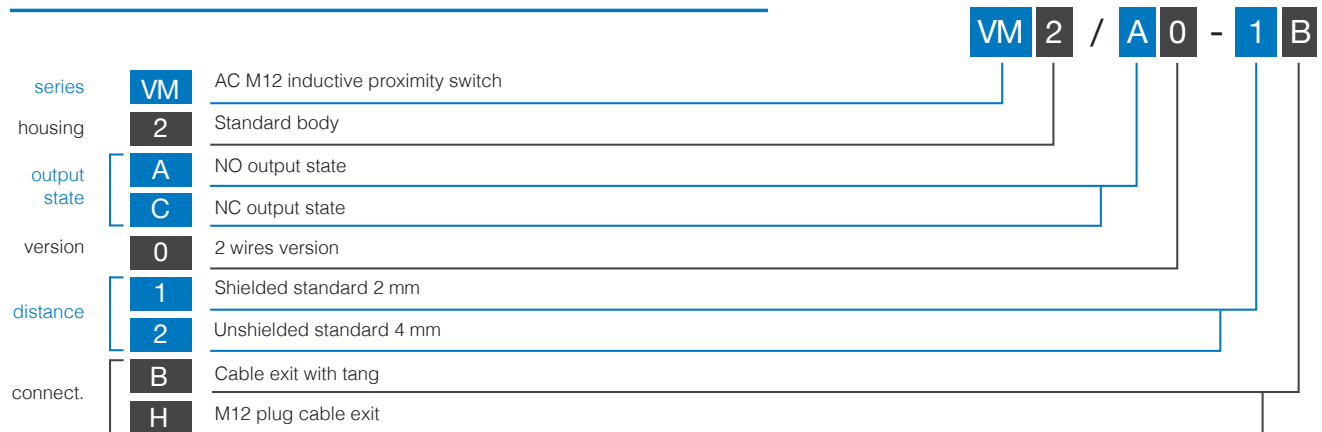 VM 2 / A 0 - 1 B
series VM AC M12 inductive proximity switch
housing 2 Standard body
output state
A NO output state
C NC output state
version 0 2 wires version
distance
1 Shielded standard 2 mm
2 Unshielded standard 4 mm
connect.
B Cable exit with tang
H M12 plug cable exit